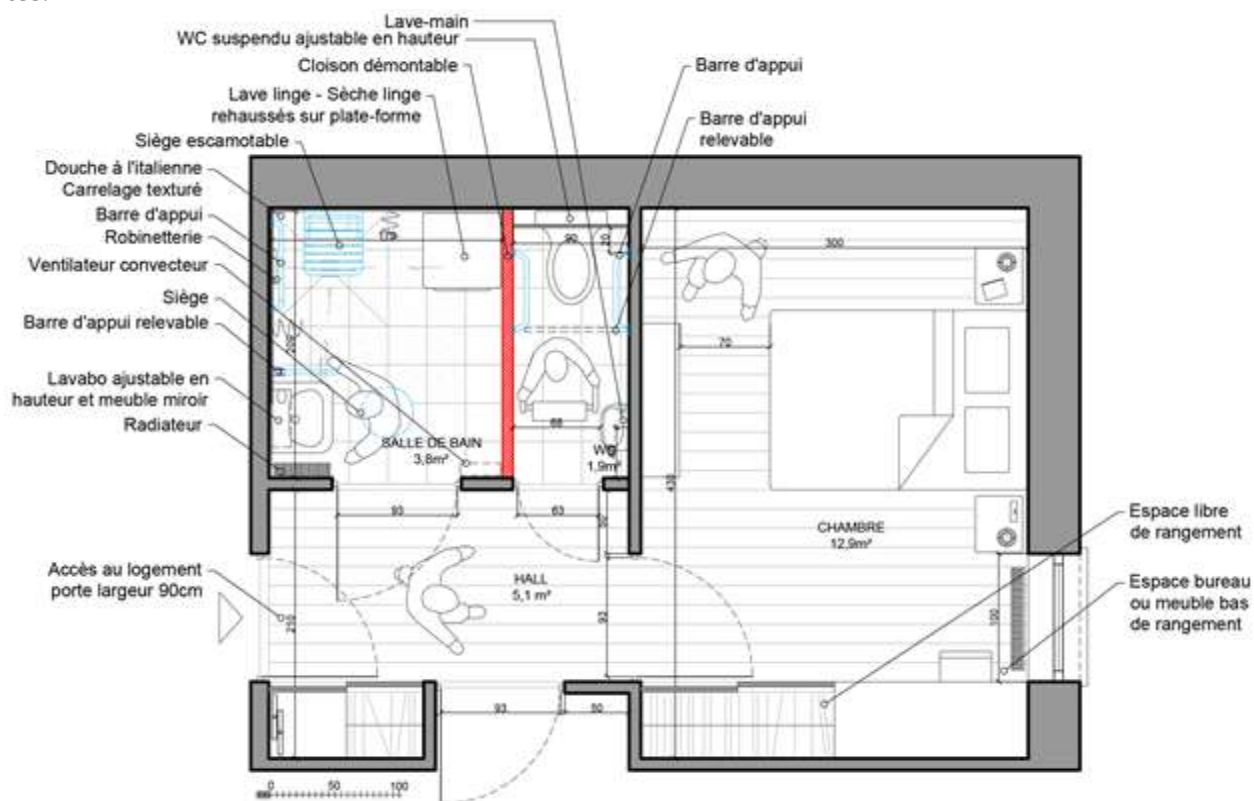 Lave-main
WC suspendu ajustable en hauteur
Cloison démontable
Lave linge - Sèche linge
rehaussés sur plate-forme
Siège escamotable
Douche à l'italienne
Carrelage texturé
Barre d'appui
Robinetterie
Ventilateur convecteur
Siège
Barre d'appui relevable
Lavabo ajustable en
hauteur et meuble miroir
Radiateur
Accès au logement
porte largeur 90cm
Barre d'appui
Barre d'appui
relevable
90
20
300
70
68
SALLE DE BAIN
3,8m²
1,9m²
430
93
63
CHAMBRE
12,9m²
HALL
5,1 m²
210
92
100
93
50
Espace libre
de rangement
Espace bureau
ou meuble bas
de rangement
0 50 100